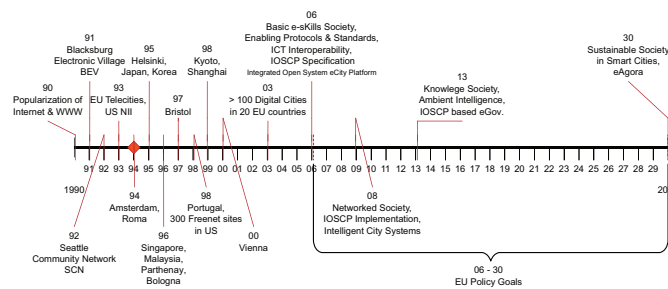 91
Blacksburg
Electronic Village
BEV
95
Helsinki,
Japan, Korea
98
Kyoto,
Shanghai
06
Basic e-sKills Society,
Enabling Protocols & Standards,
ICT Interoperability,
IOSCP Specification
Integrated Open System eCity Platform
30
Sustainable Society
in Smart Cities,
eAgora
90
Popularization of
Internet & WWW
93
EU Telecities,
US NII
97
Bristol
03
> 100 Digital Cities
in 20 EU countries
13
Knowlege Society,
Ambient Intelligence,
IOSCP based eGov.
91 92 93 94 95 96 97 98 99 00 01 02 03 04 05 06 07 08 09 10 11 12 13 14 15 16 17 18 19 20 21 22 23 24 25 26 27 28 29
1990
20
94
Amsterdam,
Roma
98
Portugal,
300 Freenet sites
in US
08
Networked Society,
IOSCP Implementation,
Intelligent City Systems
92
Seattle
Community Network
SCN
96
Singapore,
Malaysia,
Parthenay,
Bologna
00
Vienna
06 - 30
EU Policy Goals